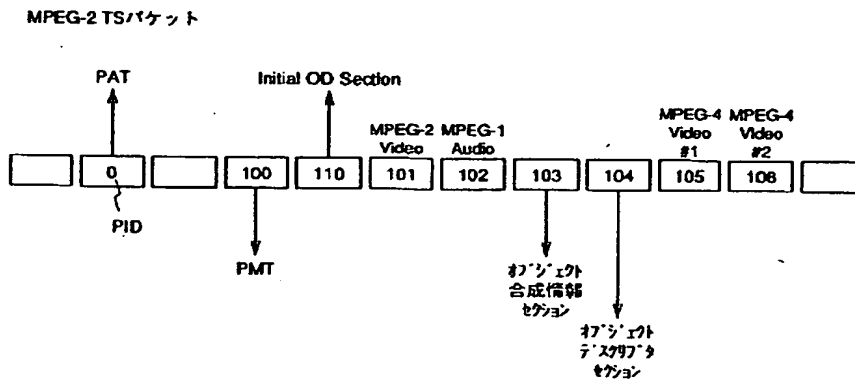 MPEG-2 TSパケット
PAT
Initial OD Section
MPEG-2
Video
MPEG-1
Audio
MPEG-4
Video
#1
MPEG-4
Video
#2
0
100
110
101
102
103
104
105
106
PID
PMT
オブジェクト
合成情報
セクション
オブジェクト
デスクリプタ
セクション